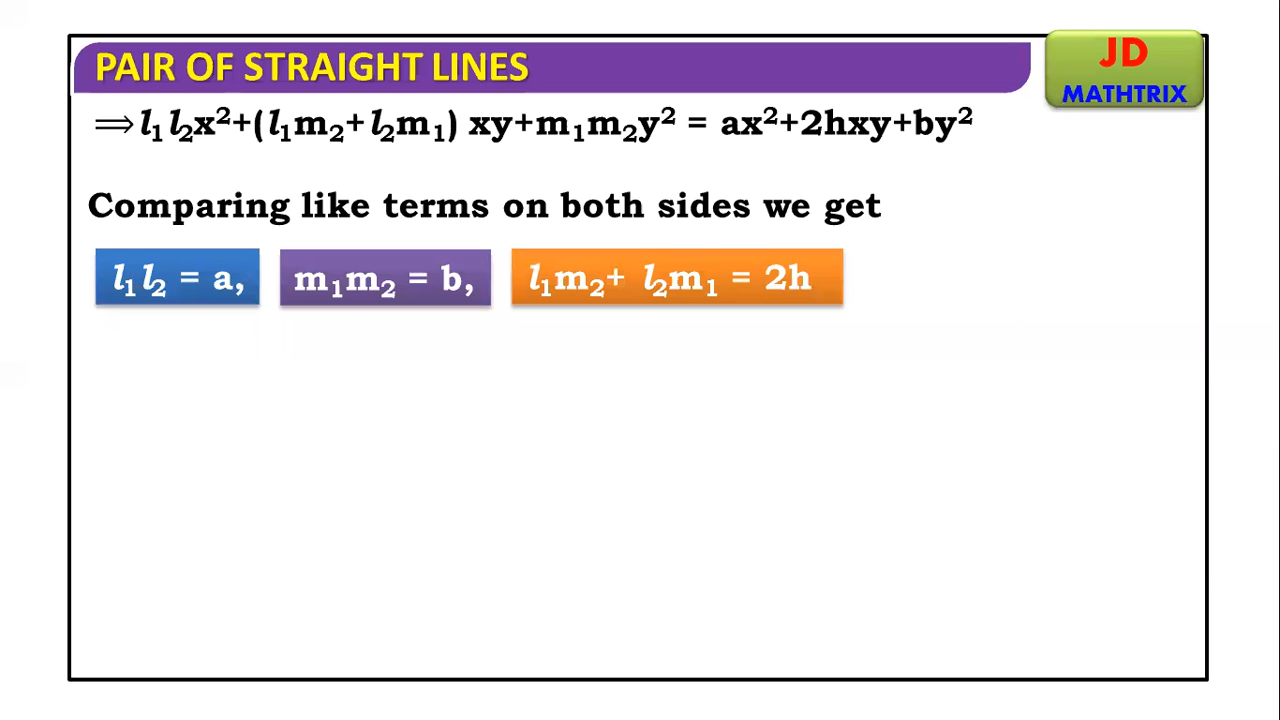 PAIR OF STRAIGHT LINES
JD
MATHTRIX
⟹l₁l₂x²+(l₁m₂+l₂m₁) xy+m₁m₂y² = ax²+2hxy+by²
Comparing like terms on both sides we get
l₁l₂ = a,
m₁m₂ = b,
l₁m₂+ l₂m₁ = 2h